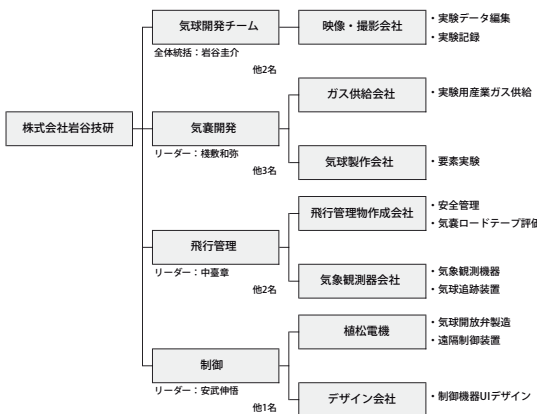 気球開発チーム
映像・撮影会社
・実験データ編集
・実験記録
全体統括：岩谷圭介
他2名
ガス供給会社
・実験用産業ガス供給
株式会社岩谷技研
気嚢開発
リーダー：棧敷和弥
他3名
気球製作会社
・要素実験
飛行管理物作成会社
・安全管理
・気嚢ロードテープ評価
飛行管理
リーダー：中臺章
他2名
気象観測器会社
・気象観測機器
・気球追跡装置
植松電機
・気球開放弁製造
・遠隔制御装置
制御
リーダー：安武伸悟
他1名
デザイン会社
・制御機器UIデザイン